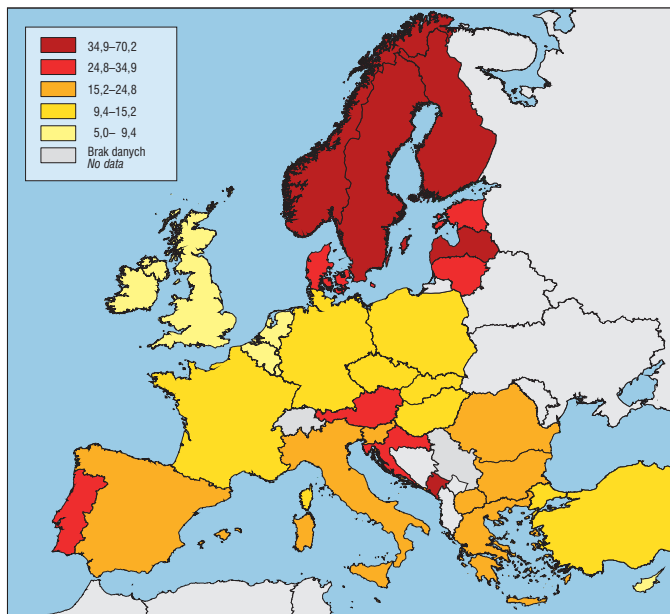 34,9–70,2
24,8–34,9
15,2–24,8
9,4–15,2
5,0– 9,4
Brak danych
No data